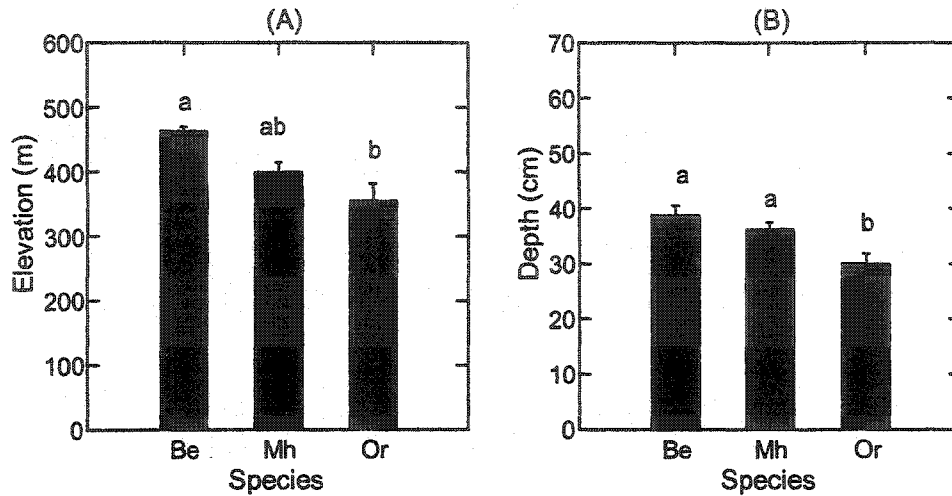 (A)
600
500
400
300
200
100
0
Elevation (m)
a
ab
b
Be Mh Or
Species
(B)
70
60
50
40
30
20
10
0
Depth (cm)
a
a
b
Be Mh Or
Species